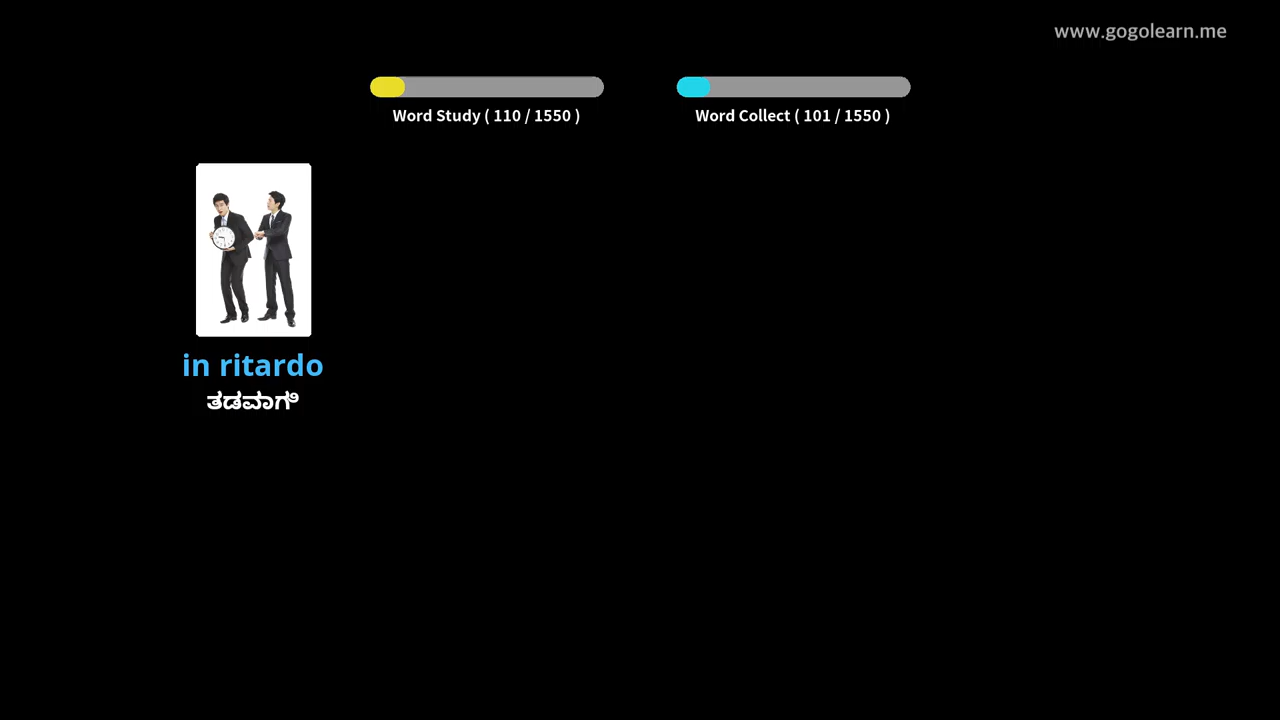 www.gogolearn.me
Word Study ( 110 / 1550 )
Word Collect ( 101 / 1550 )
in ritardo
ತಡವಾಗಿ